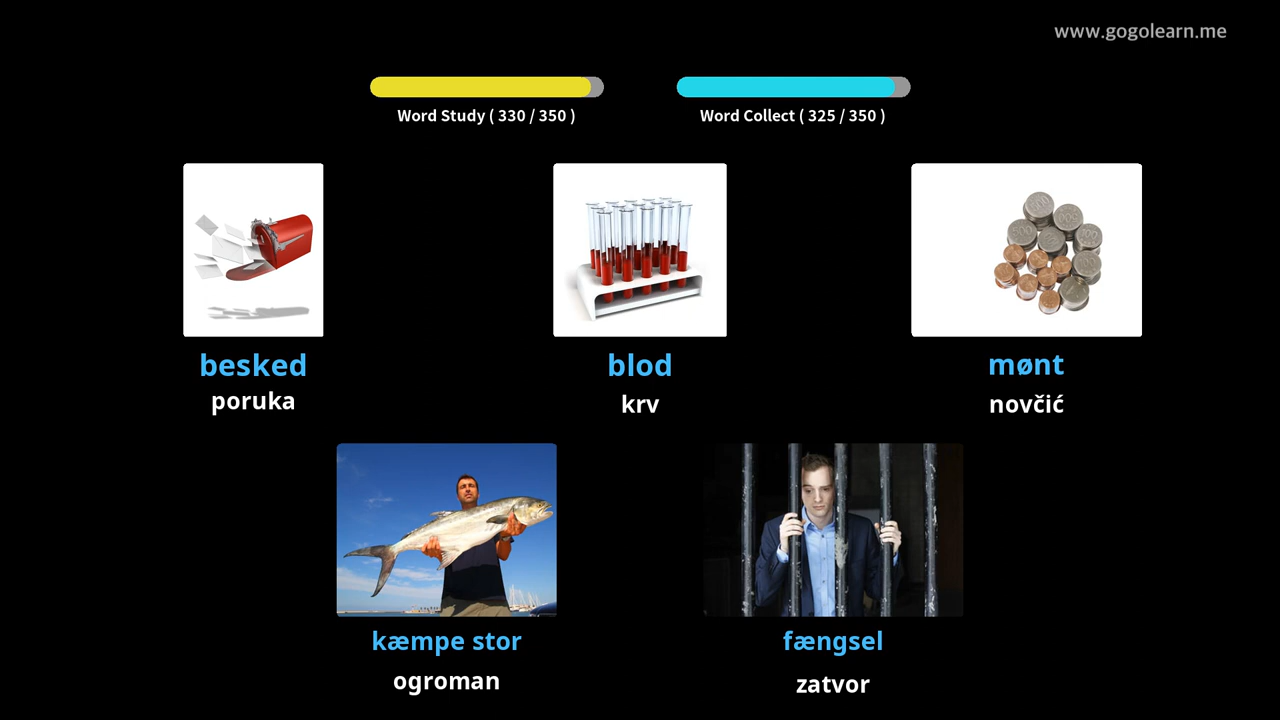 www.gogolearn.me
Word Study ( 330 / 350 )
Word Collect ( 325 / 350 )
besked
poruka
blod
krv
mønt
novčić
kæmpe stor
ogroman
fængsel
zatvor